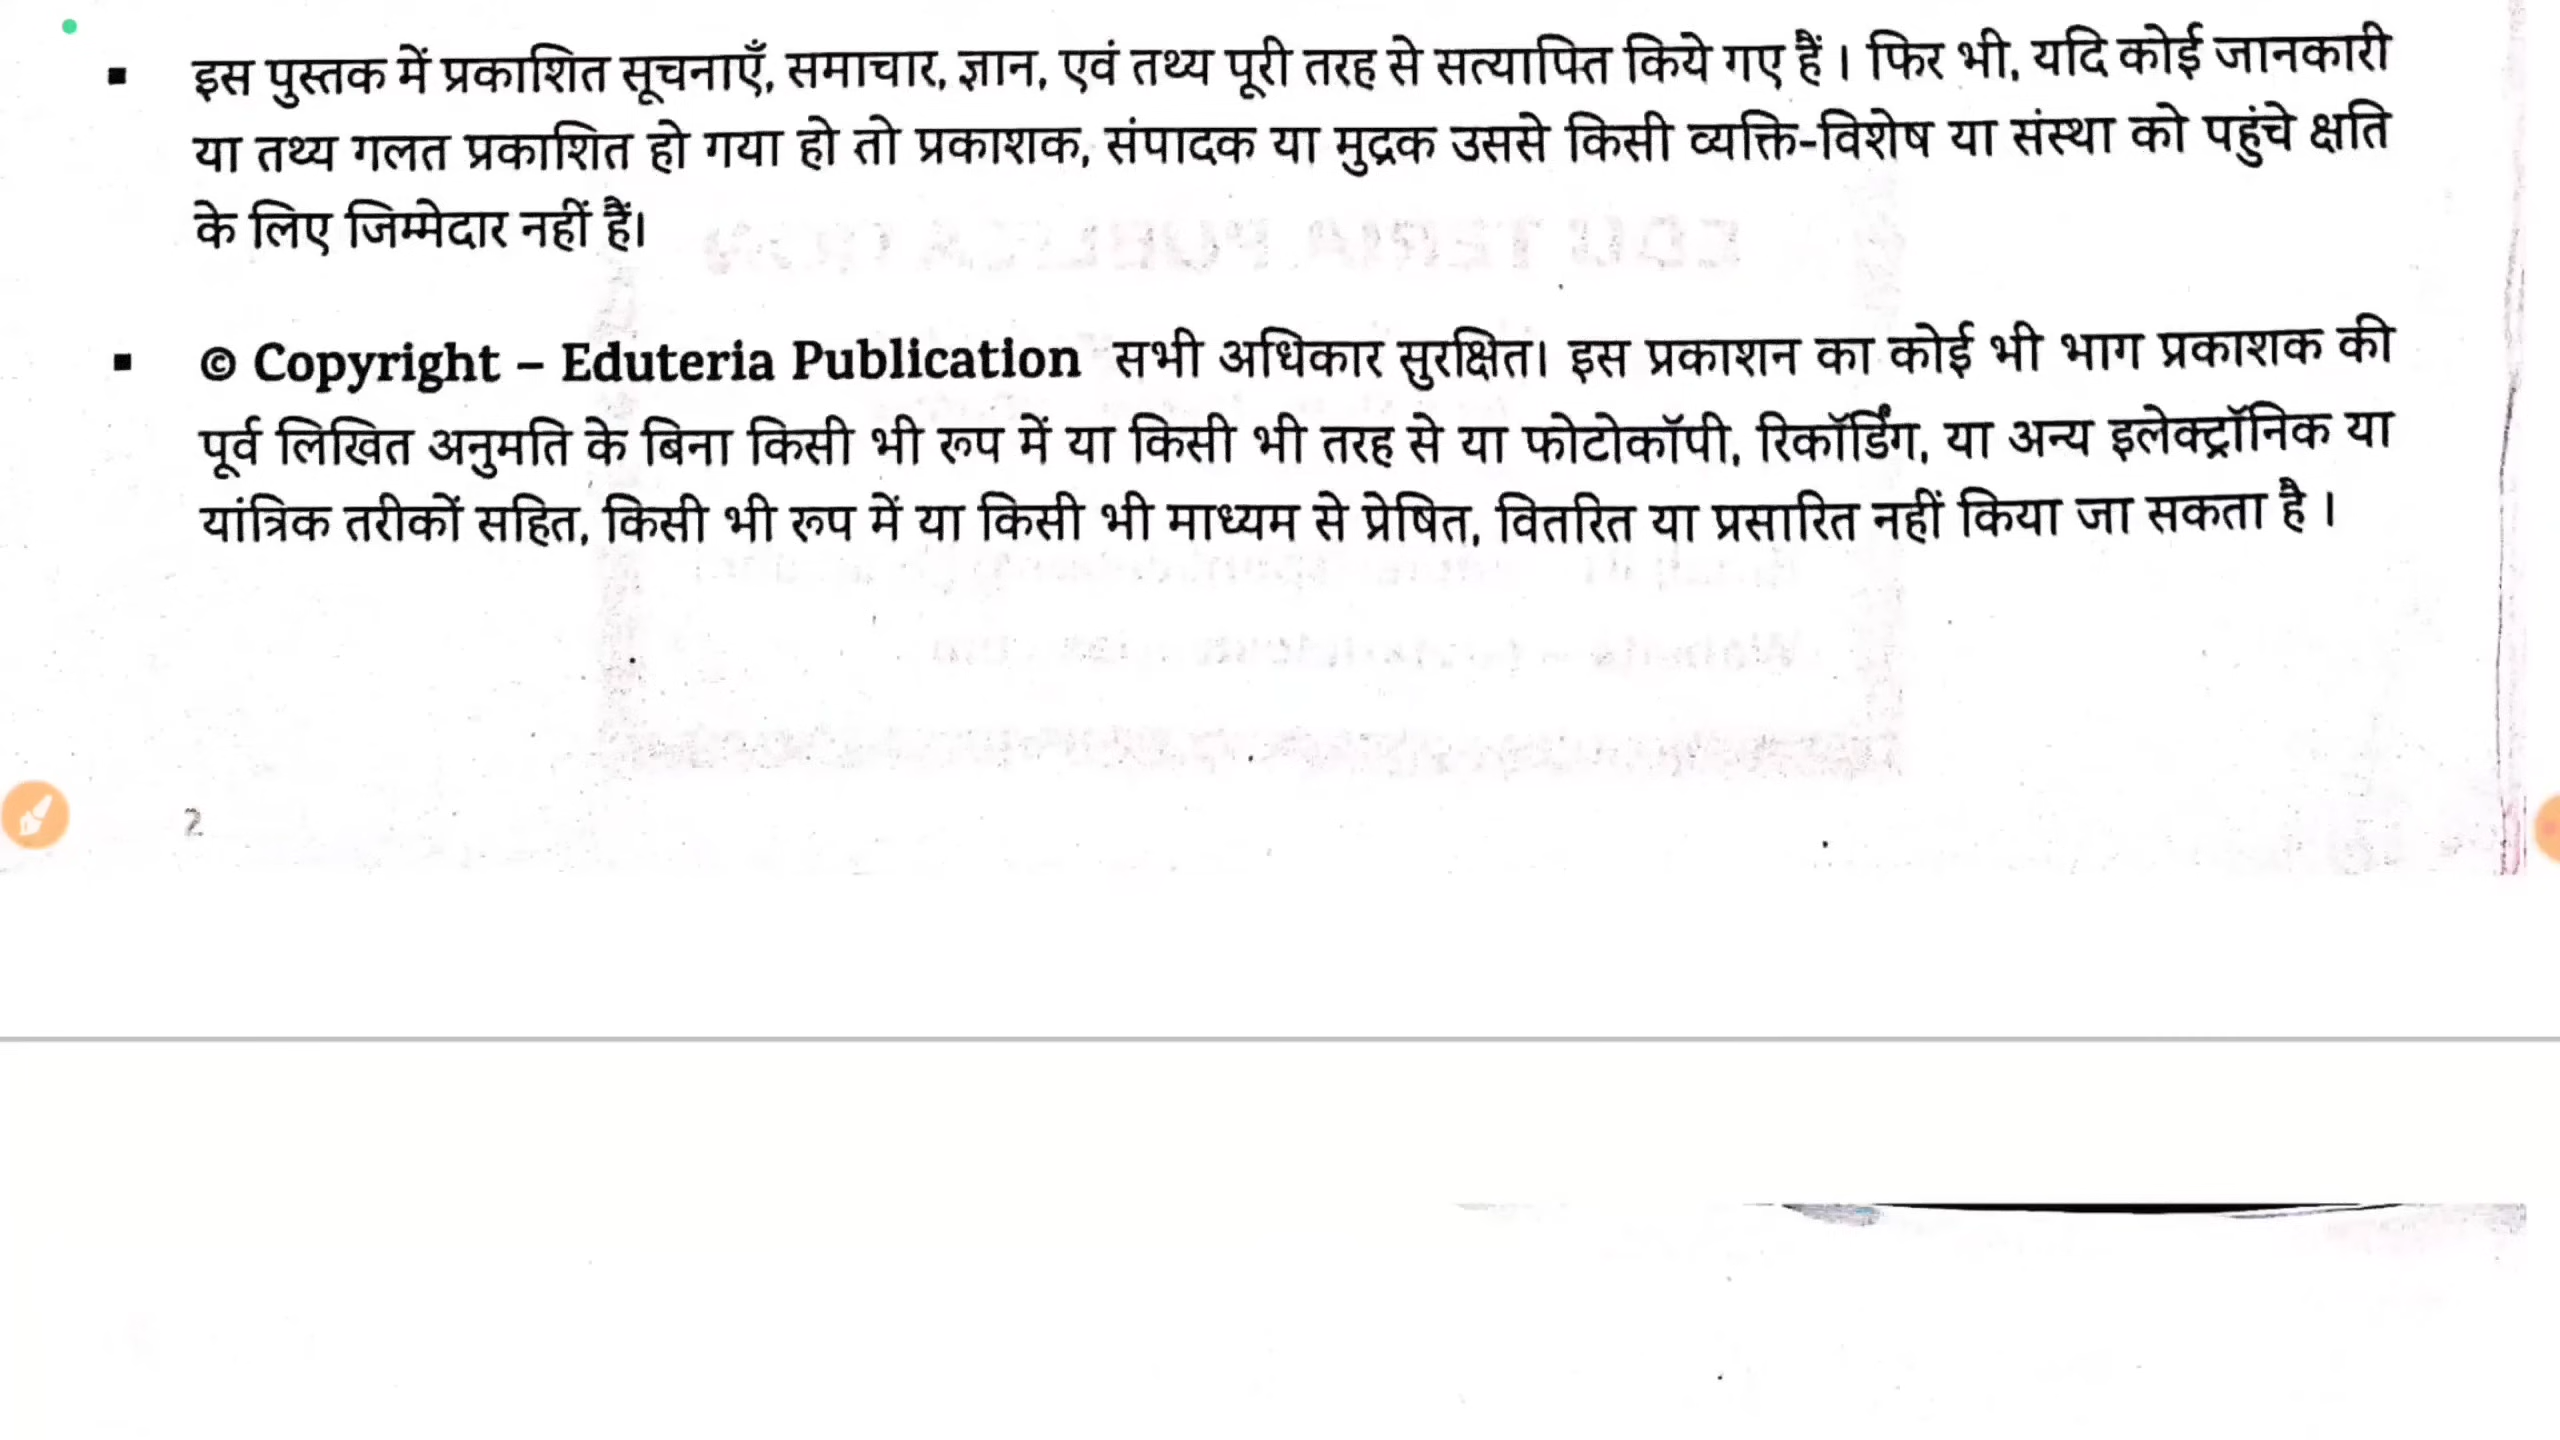 ▪ इस पुस्तक में प्रकाशित सूचनाएँ, समाचार, ज्ञान, एवं तथ्य पूरी तरह से सत्यापित किये गए हैं । फिर भी, यदि कोई जानकारी
या तथ्य गलत प्रकाशित हो गया हो तो प्रकाशक, संपादक या मुद्रक उससे किसी व्यक्ति-विशेष या संस्था को पहुंचे क्षति
के लिए जिम्मेदार नहीं हैं।
▪ © Copyright – Eduteria Publication सभी अधिकार सुरक्षित। इस प्रकाशन का कोई भी भाग प्रकाशक की
पूर्व लिखित अनुमति के बिना किसी भी रूप में या किसी भी तरह से या फोटोकॉपी, रिकॉर्डिंग, या अन्य इलेक्ट्रॉनिक या
यांत्रिक तरीकों सहित, किसी भी रूप में या किसी भी माध्यम से प्रेषित, वितरित या प्रसारित नहीं किया जा सकता है ।
2